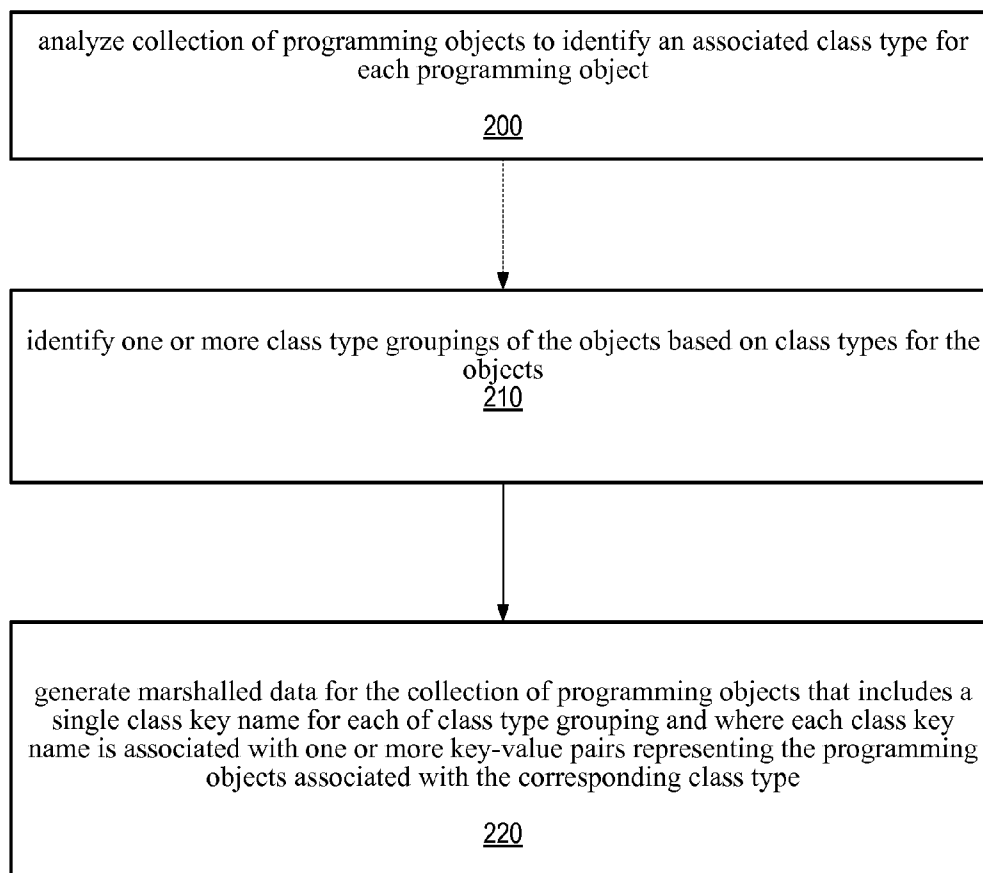 analyze collection of programming objects to identify an associated class type for
each programming object
200
identify one or more class type groupings of the objects based on class types for the
objects
210
generate marshalled data for the collection of programming objects that includes a
single class key name for each of class type grouping and where each class key
name is associated with one or more key-value pairs representing the programming
objects associated with the corresponding class type
220